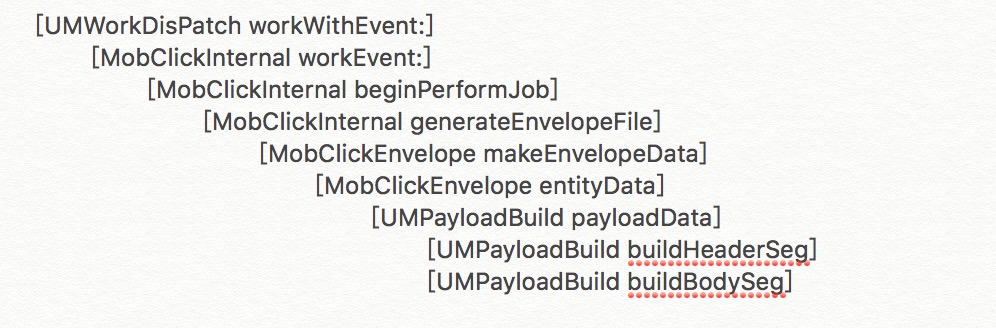 [UMWorkDisPatch workWithEvent:]
[MobClickInternal workEvent:]
[MobClickInternal beginPerformJob]
[MobClickInternal generateEnvelopeFile]
[MobClickEnvelope makeEnvelopeData]
[MobClickEnvelope entityData]
[UMPayloadBuild payloadData]
[UMPayloadBuild buildHeaderSeg]
[UMPayloadBuild buildBodySeg]